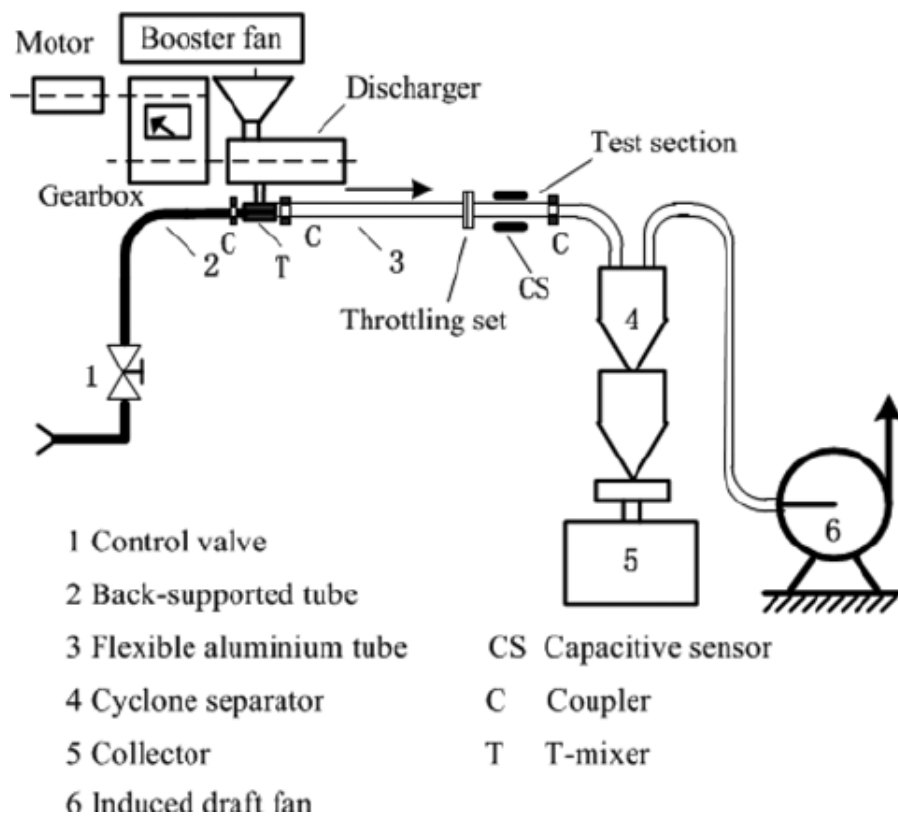 Booster fan
Motor
Discharger
Test section
Gearbox
C
T
C
2
3
CS
C
Throttling set
4
1
5
6
1 Control valve
2 Back-supported tube
3 Flexible aluminium tube
CS Capacitive sensor
4 Cyclone separator
C Coupler
5 Collector
T T-mixer
6 Induced draft fan